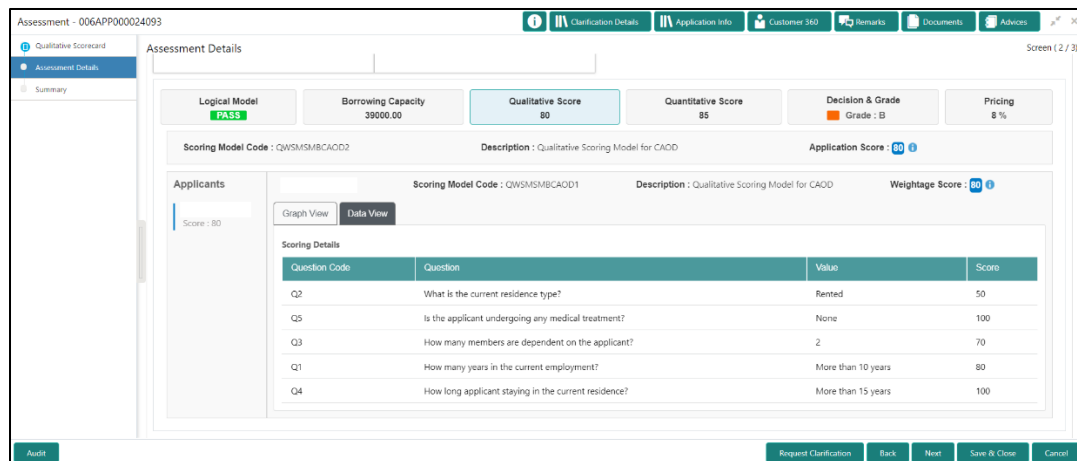 Assessment - 006APP000024093
Clarification Details
Application Info
Customer 360
Remarks
Documents
Advices
Qualitative Scorecard
Assessment Details
Summary
Assessment Details
Screen ( 2 / 3)
Logical Model
PASS
Borrowing Capacity
39000.00
Qualitative Score
80
Quantitative Score
85
Decision & Grade
Grade : B
Pricing
8 %
Scoring Model Code : QWSMSMBCAOD2 Description : Qualitative Scoring Model for CAOD Application Score : 80
Applicants
Score : 80
Scoring Model Code : QWSMSMBCAOD1 Description : Qualitative Scoring Model for CAOD Weightage Score : 80
Graph View Data View
Scoring Details
Question Code Question Value Score
Q2 What is the current residence type? Rented 50
Q5 Is the applicant undergoing any medical treatment? None 100
Q3 How many members are dependent on the applicant? 2 70
Q1 How many years in the current employment? More than 10 years 80
Q4 How long applicant staying in the current residence? More than 15 years 100
Audit Request Clarification Back Next Save & Close Cancel